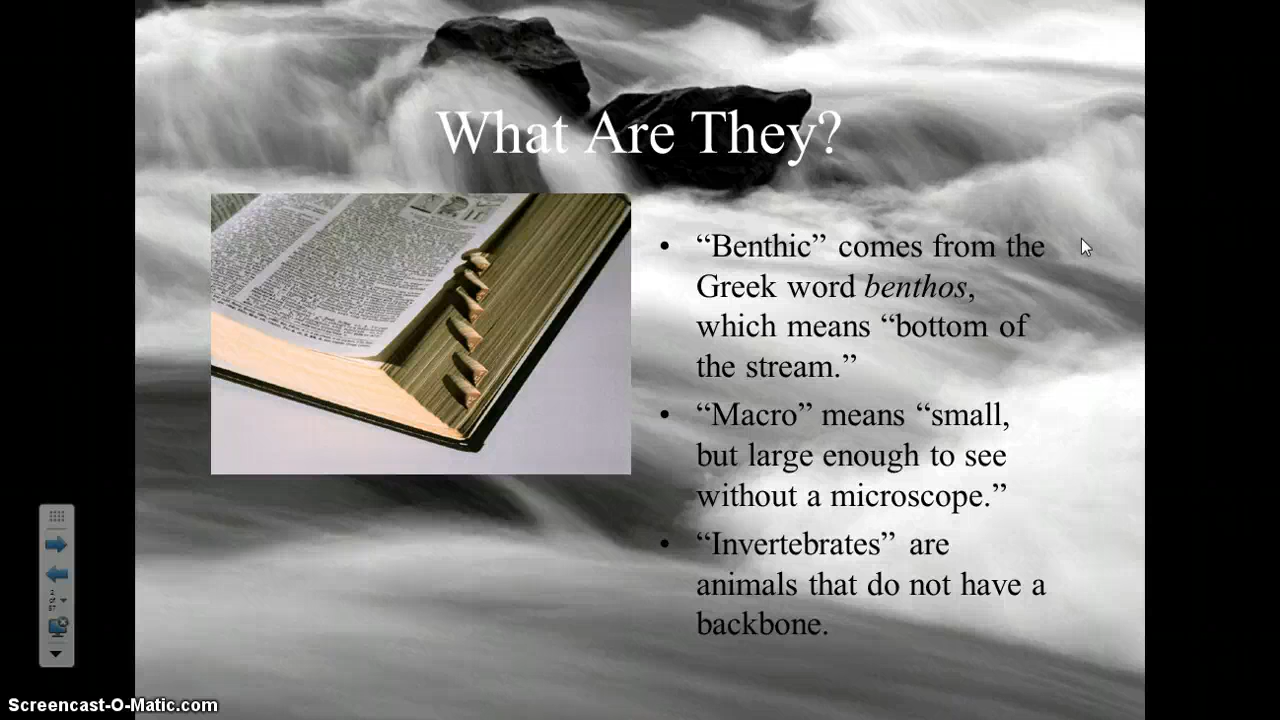 What Are They?
• “Benthic” comes from the
Greek word benthos,
which means “bottom of
the stream.”
• “Macro” means “small,
but large enough to see
without a microscope.”
• “Invertebrates” are
animals that do not have a
backbone.
of
Screencast-O-Matic.com